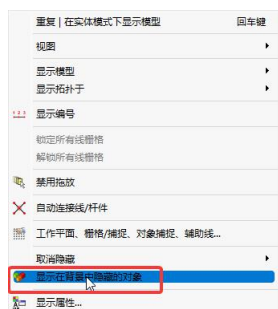 重复 | 在实体模式下显示模型 回车键
视图
显示模型
显示拓扑于
显示编号
锁定所有线栅格
解锁所有线栅格
禁用拖放
自动连接线/杆件
工作平面、栅格/捕捉、对象捕捉、辅助线...
取消隐藏
显示在背景中隐藏的对象
显示属性...